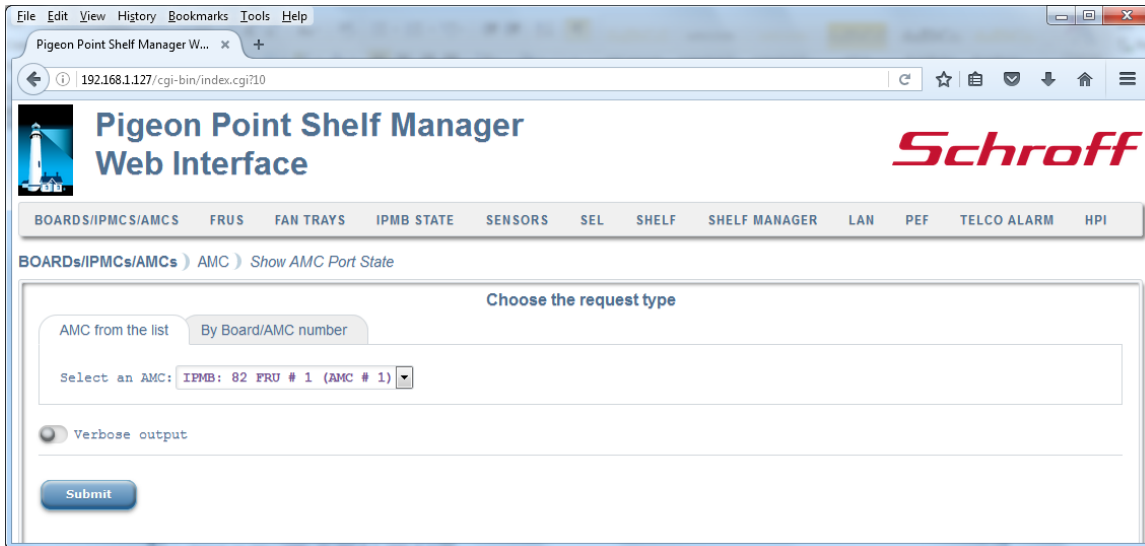 File Edit View History Bookmarks Tools Help
Pigeon Point Shelf Manager W... × +
192.168.1.127/cgi-bin/index.cgi?10
Pigeon Point Shelf Manager
Web Interface
Schroff
BOARDS/IPMCS/AMCS FRUS FAN TRAYS IPMB STATE SENSORS SEL SHELF SHELF MANAGER LAN PEF TELCO ALARM HPI
BOARDs/IPMCs/AMCs ) AMC ) Show AMC Port State
Choose the request type
AMC from the list By Board/AMC number
Select an AMC: IPMB: 82 FRU # 1 (AMC # 1)
Verbose output
Submit